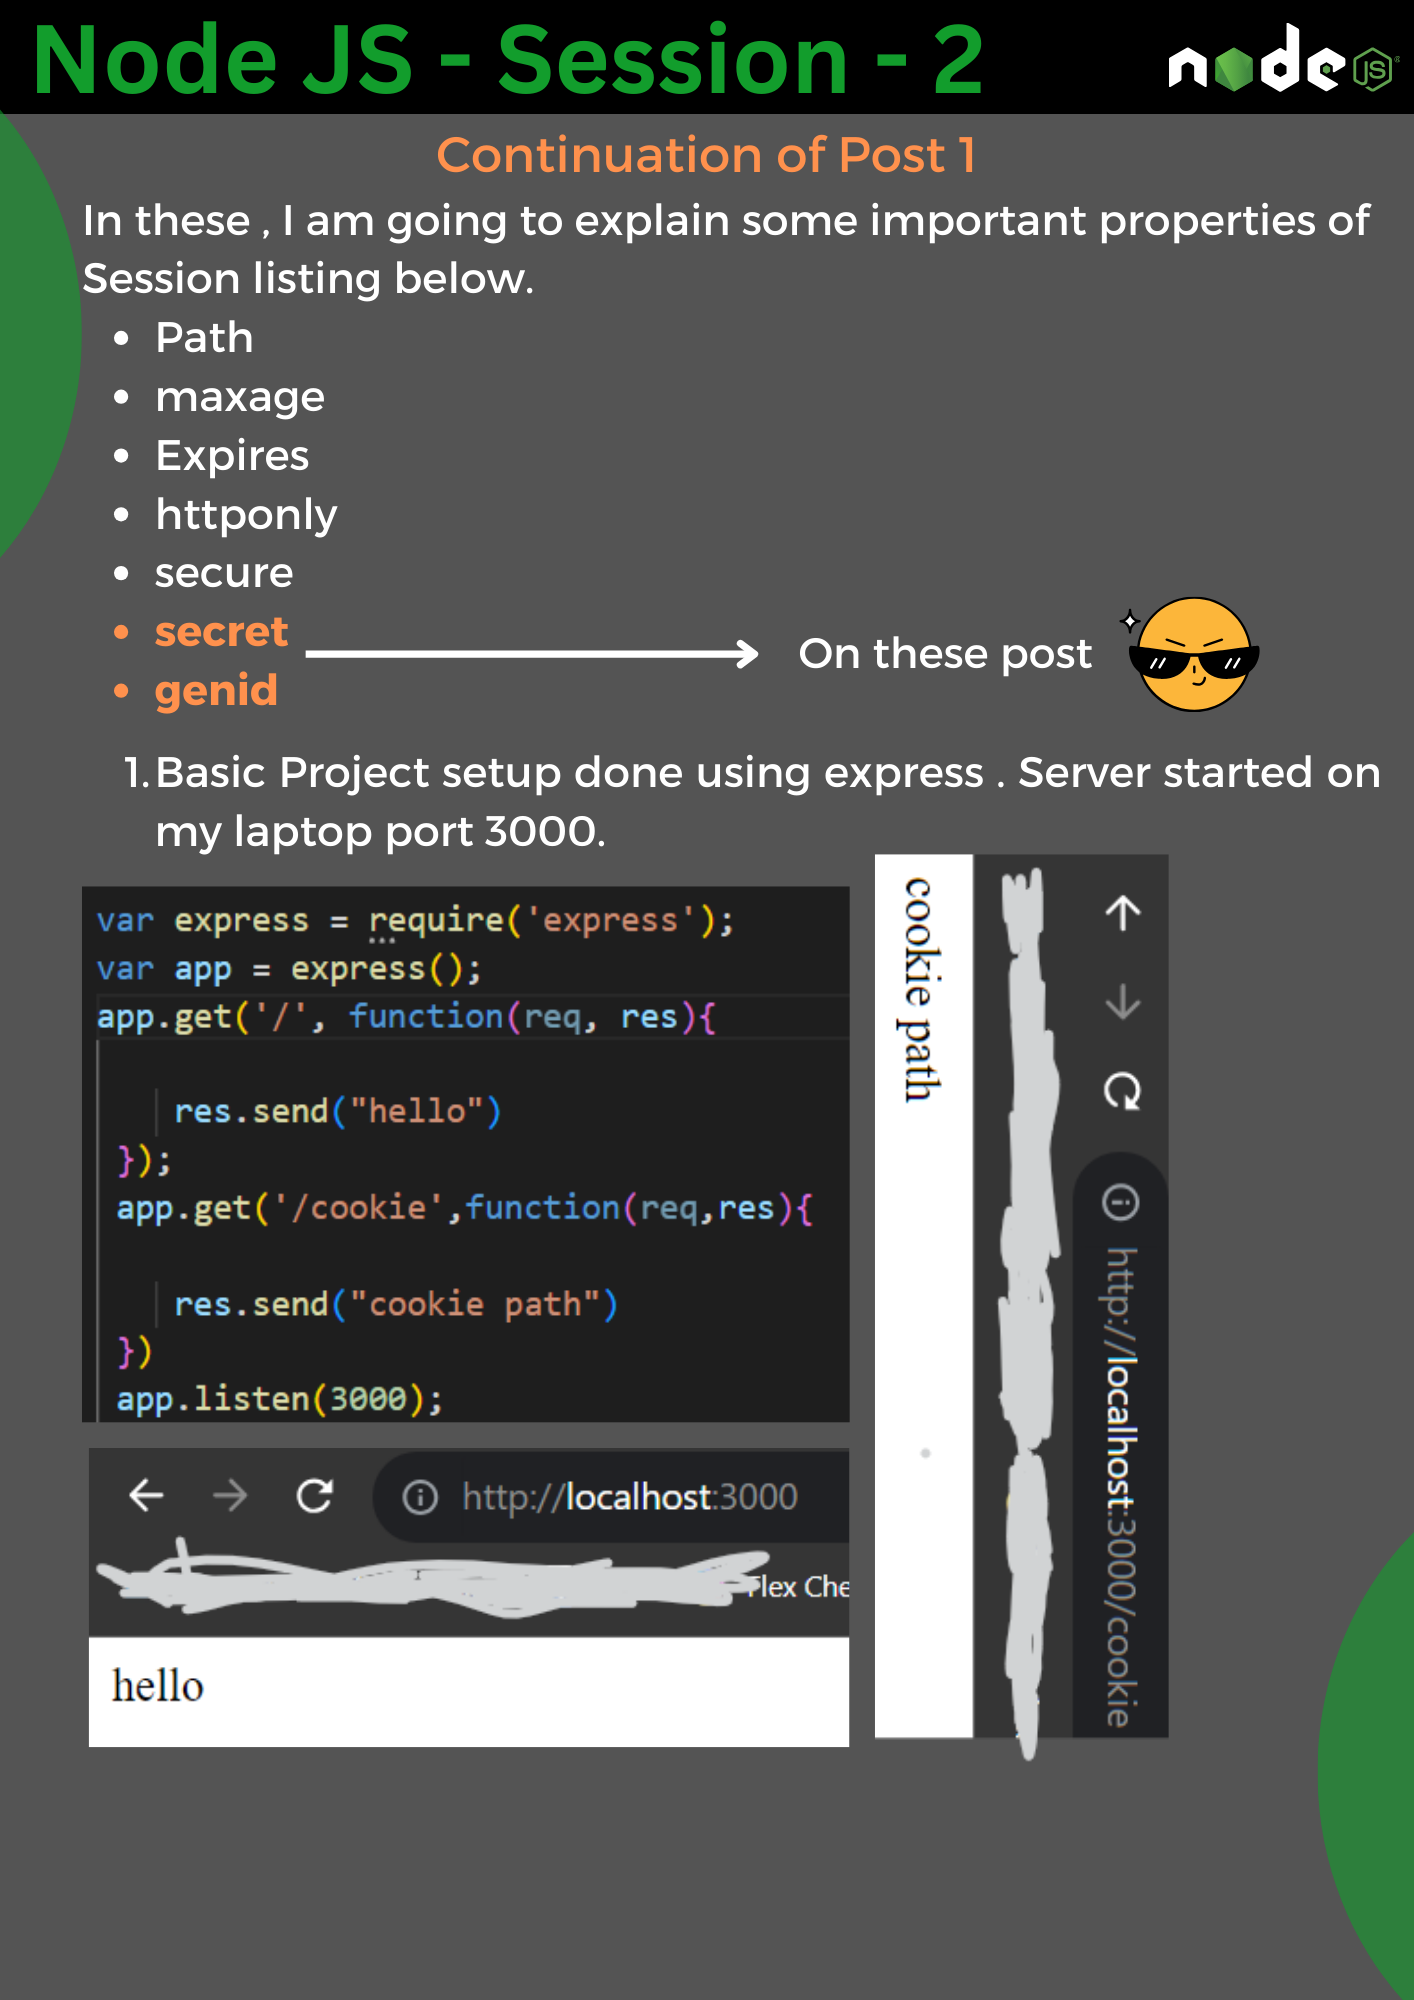 Node JS - Session - 2
node JS
Continuation of Post 1
In these , I am going to explain some important properties of
Session listing below.
• Path
• maxage
• Expires
• httponly
• secure
• secret
• genid
On these post
1. Basic Project setup done using express . Server started on
my laptop port 3000.
var express = require('express');
var app = express();
app.get('/', function(req, res){
res.send("hello")
});
app.get('/cookie',function(req,res){
res.send("cookie path")
})
app.listen(3000);
http://localhost:3000/cookie
cookie path
http://localhost:3000
Flex Che
hello